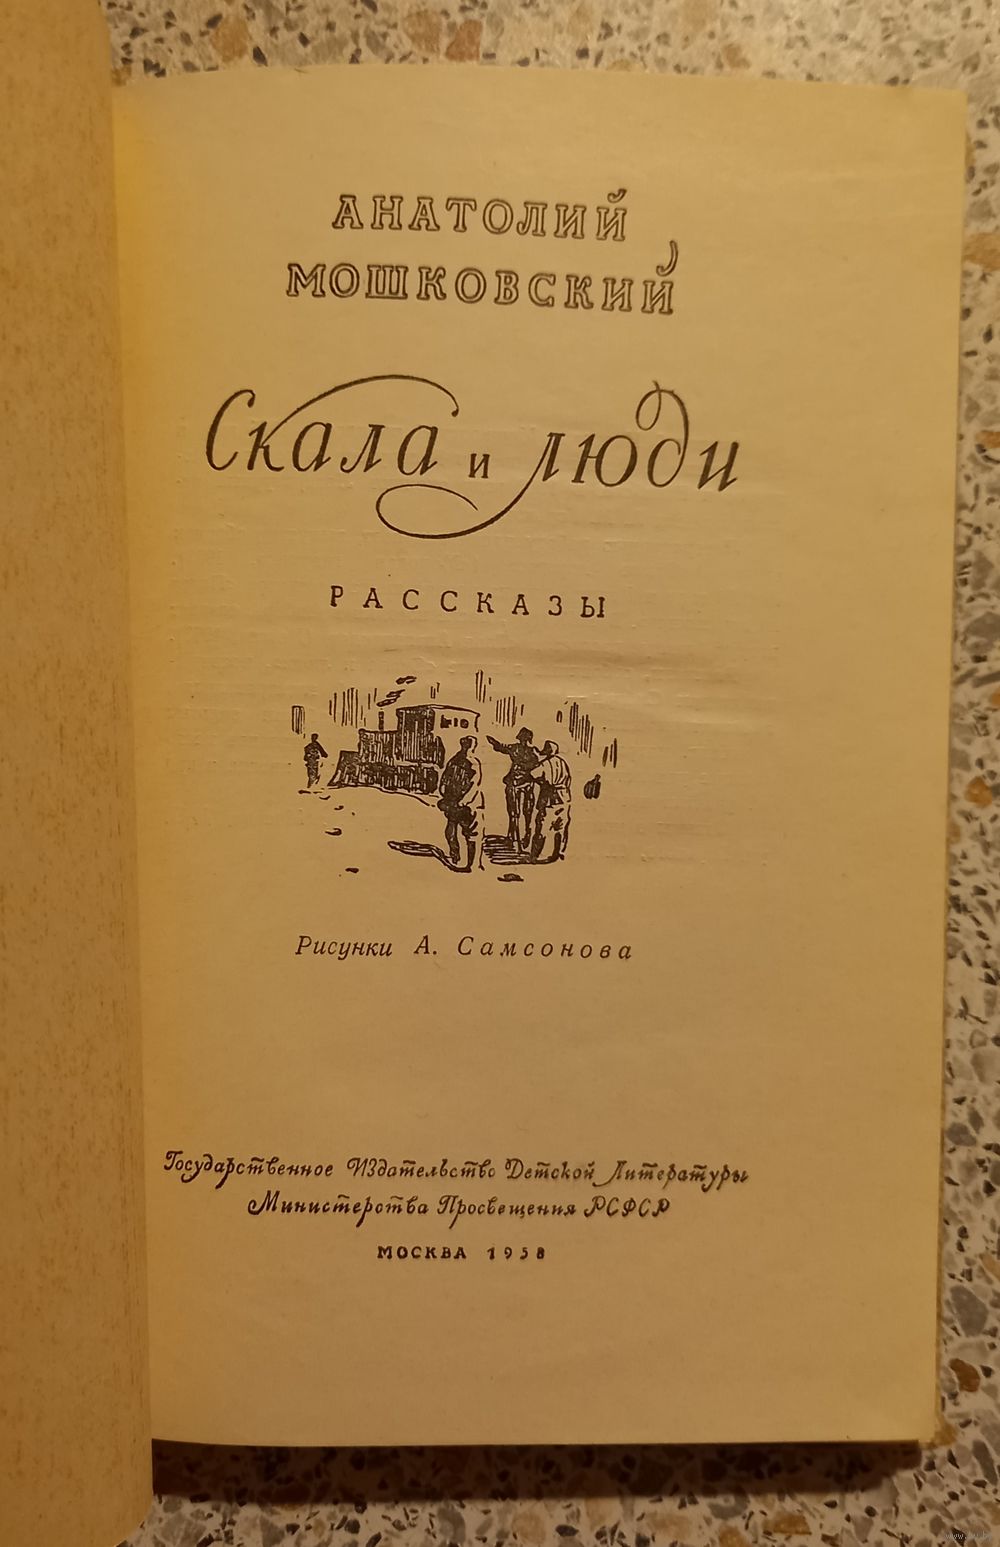 АНАТОЛИЙ
МОШКОВСКИЙ
Скала и люди
РАССКАЗЫ
Рисунки А. Самсонова
Государственное Издательство Детской Литературы
Министерства Просвещения РСФСР
МОСКВА 1958